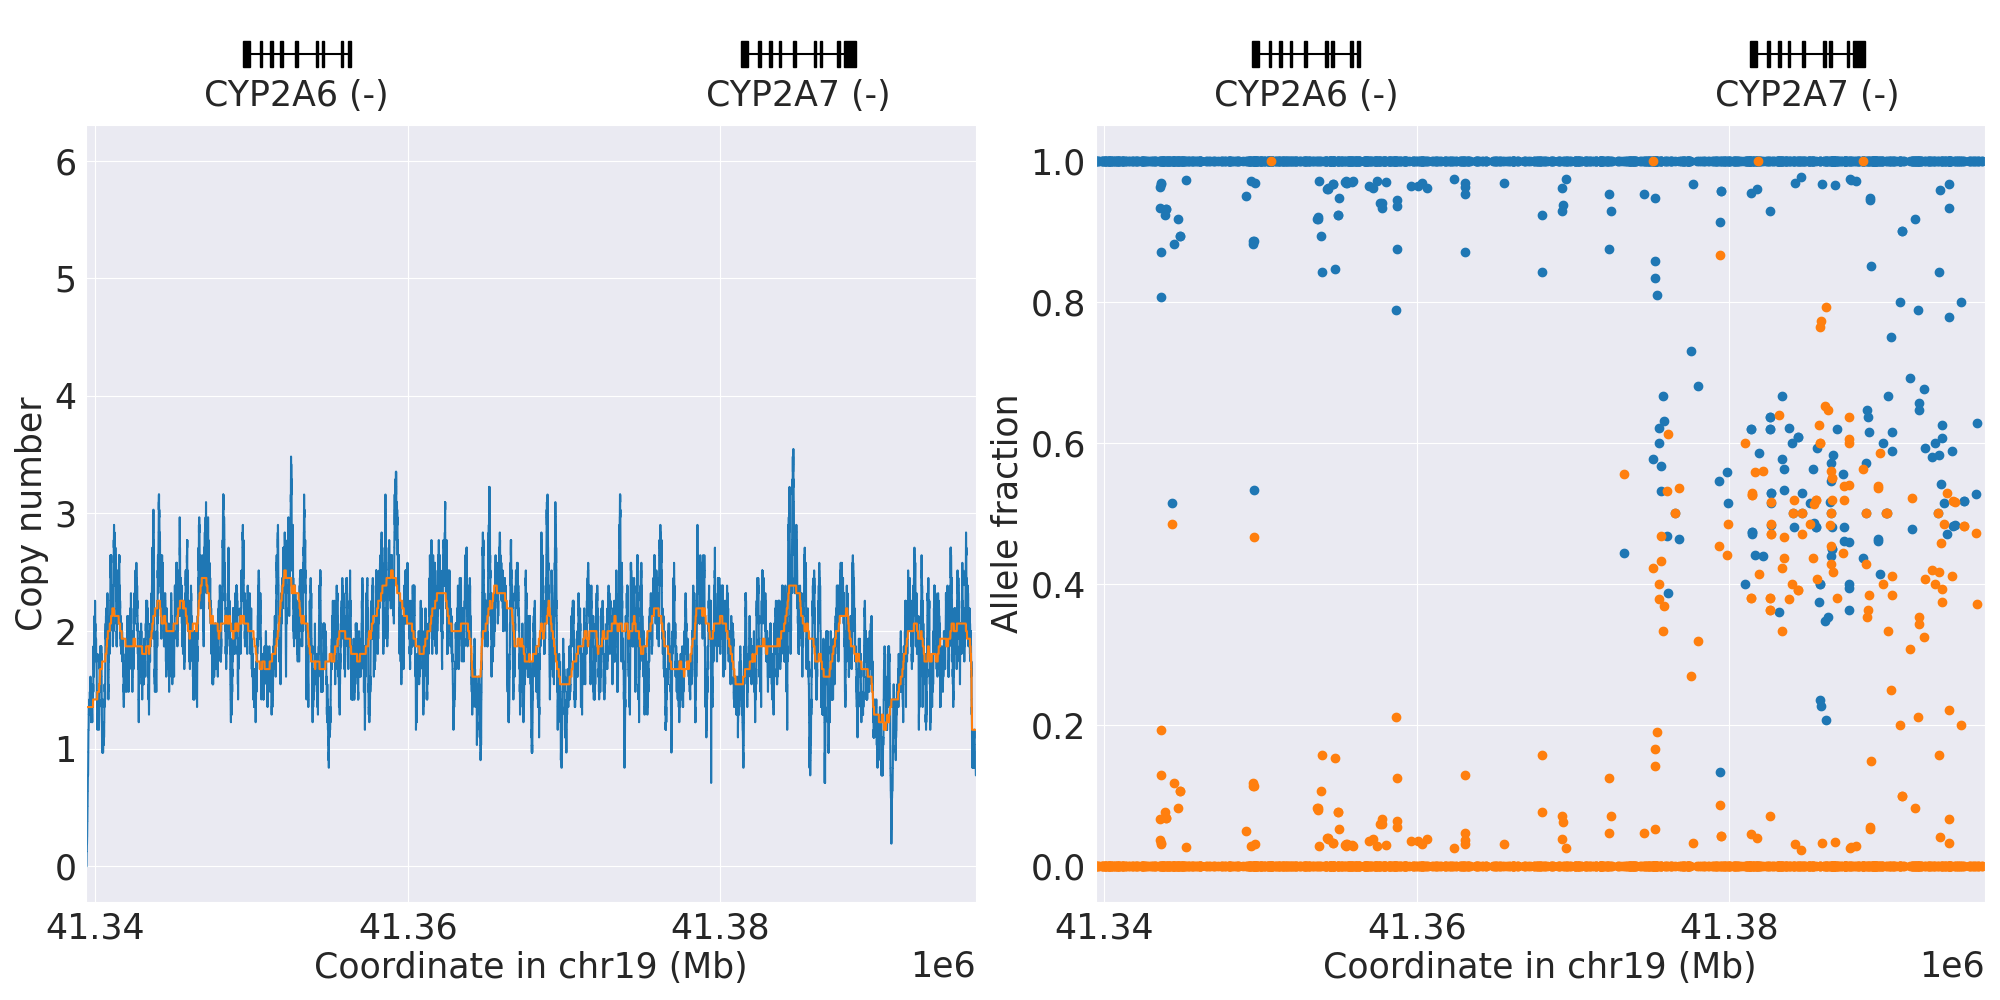 CYP2A6 (-)
CYP2A7 (-)
6
5
4
3
2
1
0
Copy number
41.34
41.36
41.38
Coordinate in chr19 (Mb)
1e6
CYP2A6 (-)
CYP2A7 (-)
1.0
0.8
0.6
0.4
0.2
0.0
Allele fraction
41.34
41.36
41.38
Coordinate in chr19 (Mb)
1e6